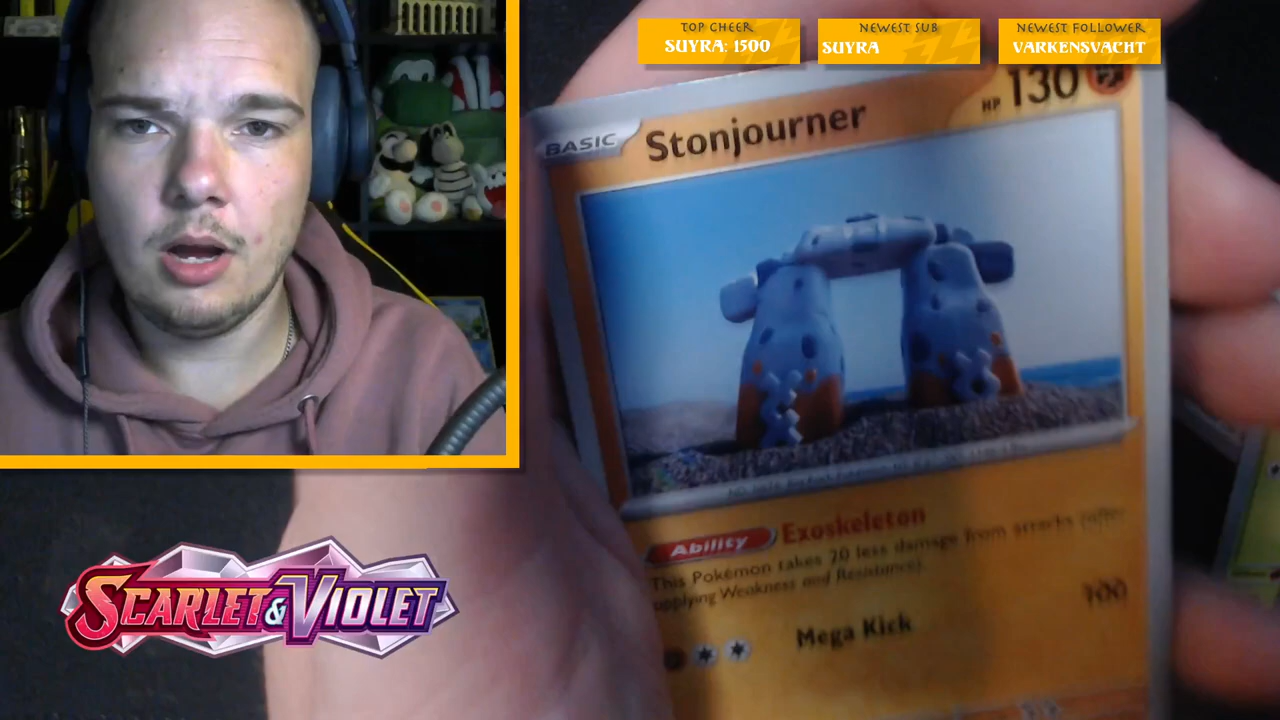 TOP CHEER
SUYRA: 1500
NEWEST SUB
SUYRA
NEWEST FOLLOWER
VARKENSVACHT
BASIC
Stonjourner
HP 130
Ability Exoskeleton
This Pokémon takes 20 less damage from attacks (after
applying Weakness and Resistance).
Mega Kick
100
SCARLET & VIOLET